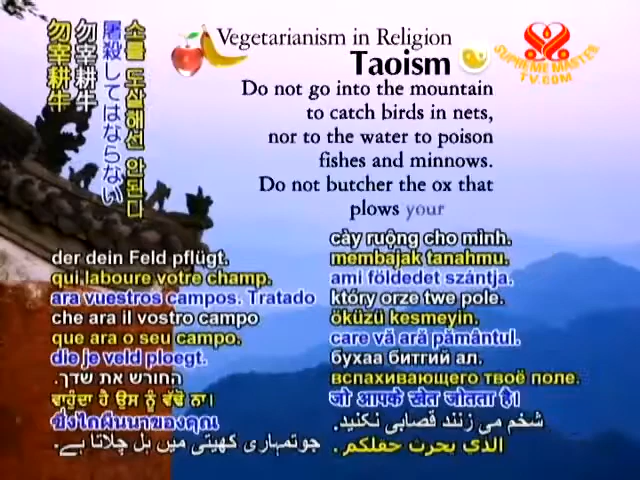 소를 도살해선 안된다
屠殺してはならない
勿宰耕牛
勿宰耕牛
Vegetarianism in Religion
Taoism
SUPREME MASTER
TV.COM
Do not go into the mountain
to catch birds in nets,
nor to the water to poison
fishes and minnows.
Do not butcher the ox that
plows your
der dein Feld pflügt.
qui laboure votre champ.
ara vuestros campos. Tratado
che ara il vostro campo
que ara o seu campo.
die je veld ploegt.
החורש את שדך.
ਵਾਹੁੰਦਾ ਹੈ ਉਸ ਨੂੰ ਵੱਢੋ ਨਾ।
ซึ่งไถผืนนาของคุณ
جوتمہاری کھیتی میں ہل چلاتا ہے۔
cày ruộng cho mình.
membajak tanahmu.
ami földedet szántja.
który orze twe pole.
öküzü kesmeyin.
care vă ară pământul.
бухаа битгий ал.
вспахивающего твоё поле.
जो आपके खेत जोतता है।
شخم می زنند قصابی نکنید.
الذي يحرث حقلكم.